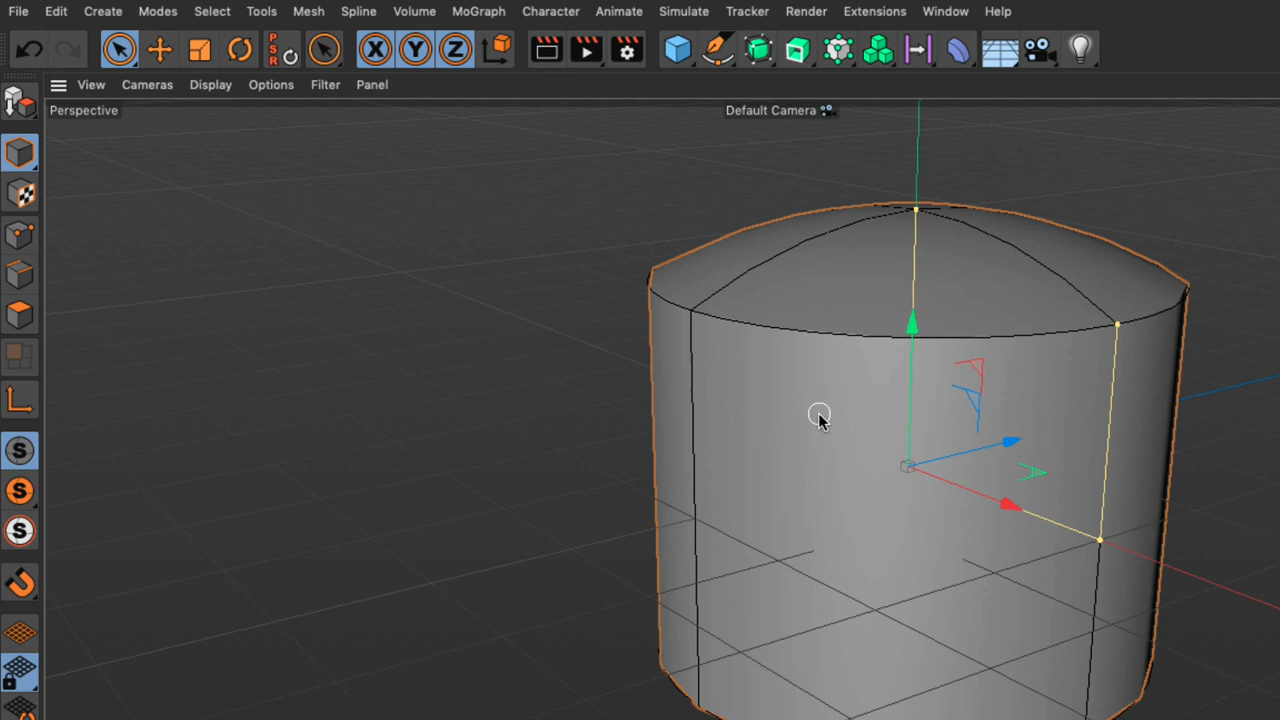 File Edit Create Modes Select Tools Mesh Spline Volume MoGraph Character Animate Simulate Tracker Render Extensions Window Help
P S R X Y Z
View Cameras Display Options Filter Panel
Perspective Default Camera
S
S
S